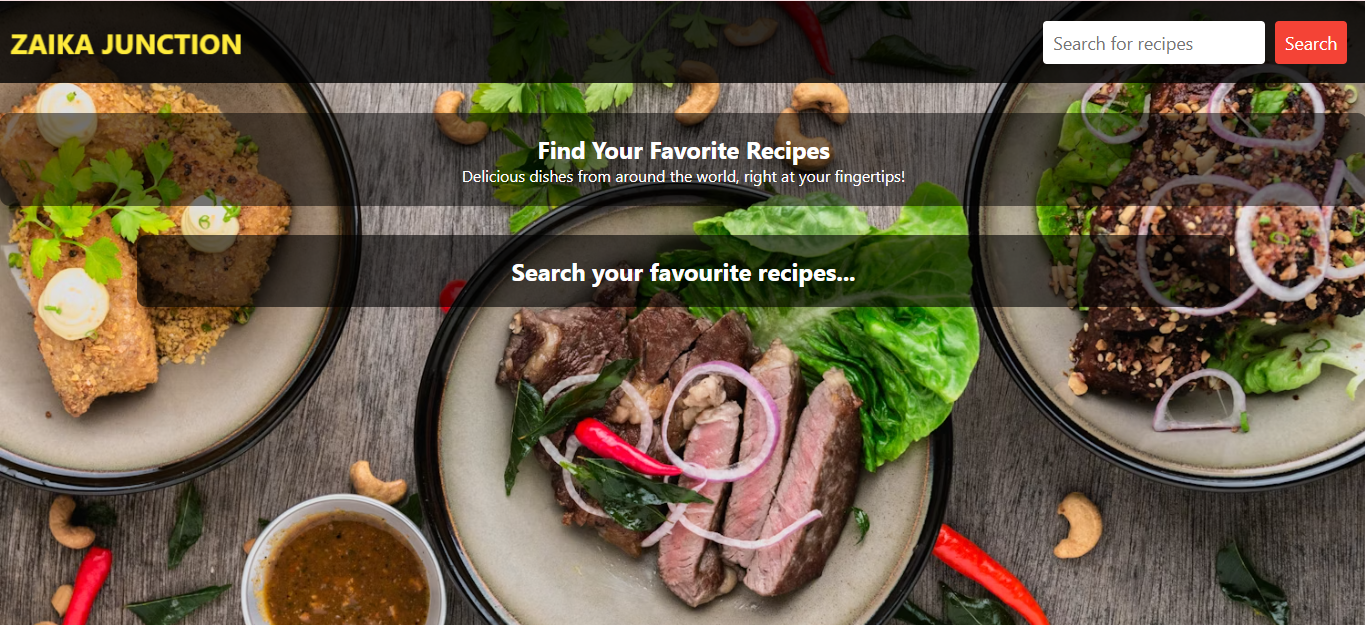 ZAIKA JUNCTION
Search for recipes
Search
Find Your Favorite Recipes
Delicious dishes from around the world, right at your fingertips!
Search your favourite recipes...